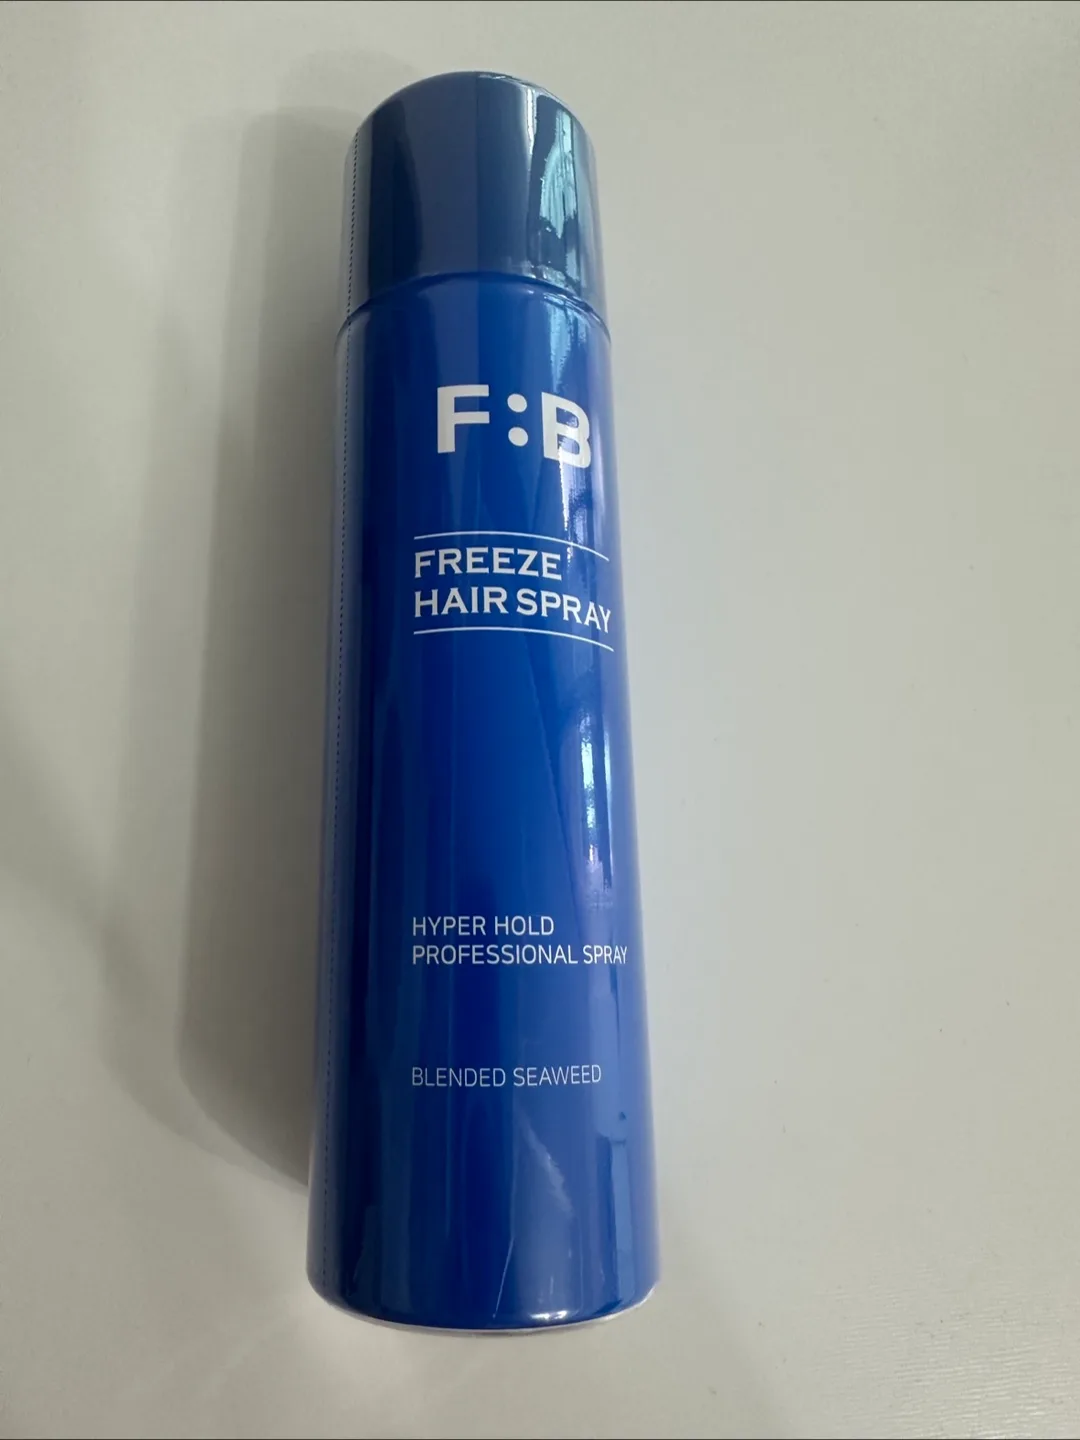 F:B
FREEZE
HAIR SPRAY
HYPER HOLD
PROFESSIONAL SPRAY
BLENDED SEAWEED